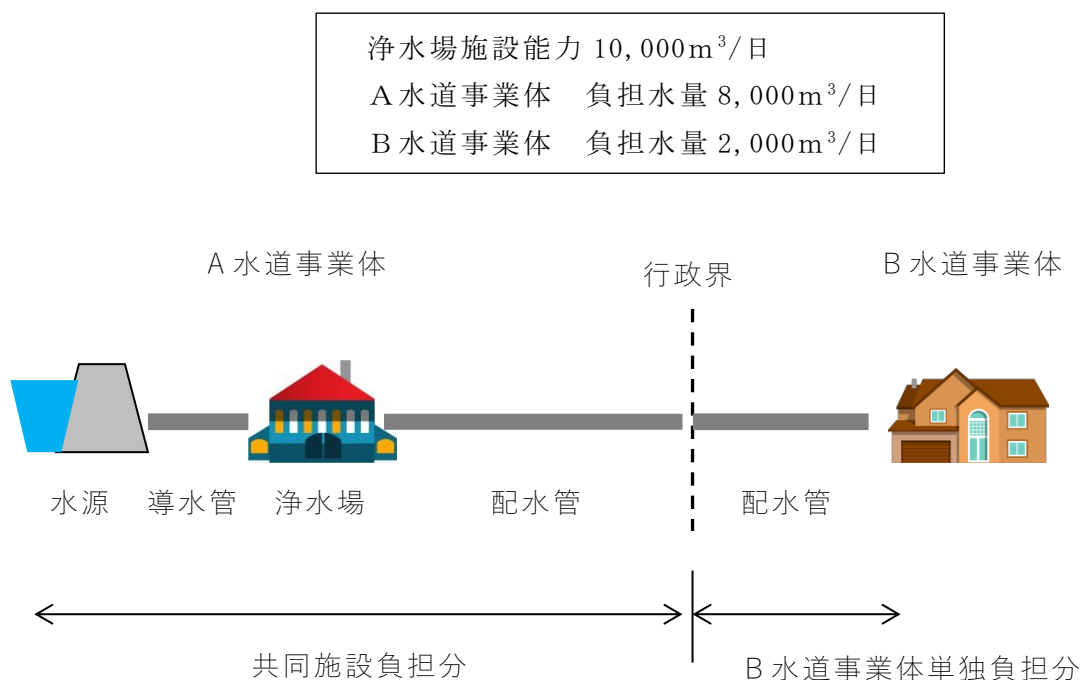 浄水場施設能力 10,000m³/日
A水道事業体　負担水量 8,000m³/日
B水道事業体　負担水量 2,000m³/日
A水道事業体
行政界
B水道事業体
水源
導水管
浄水場
配水管
配水管
共同施設負担分
B水道事業体単独負担分